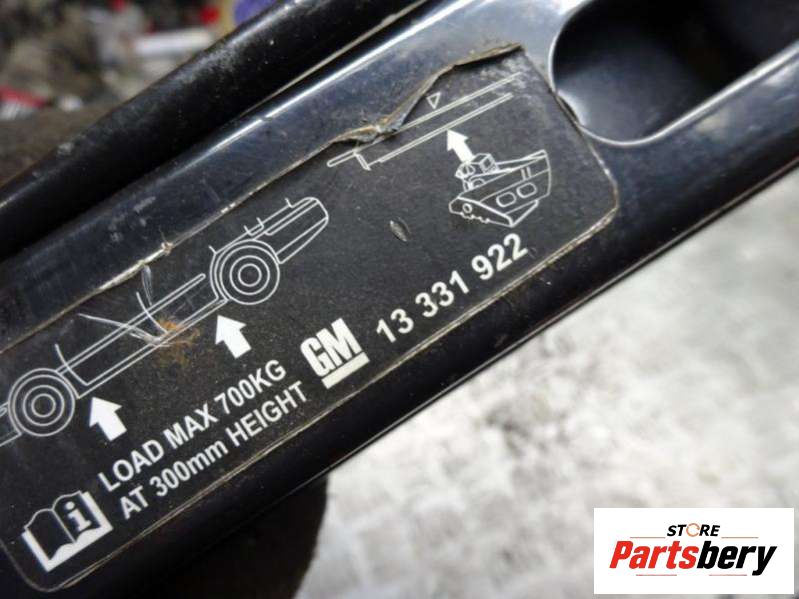 13 331 922
GM
LOAD MAX 700KG
AT 300mm HEIGHT
i
STORE
Partsbery